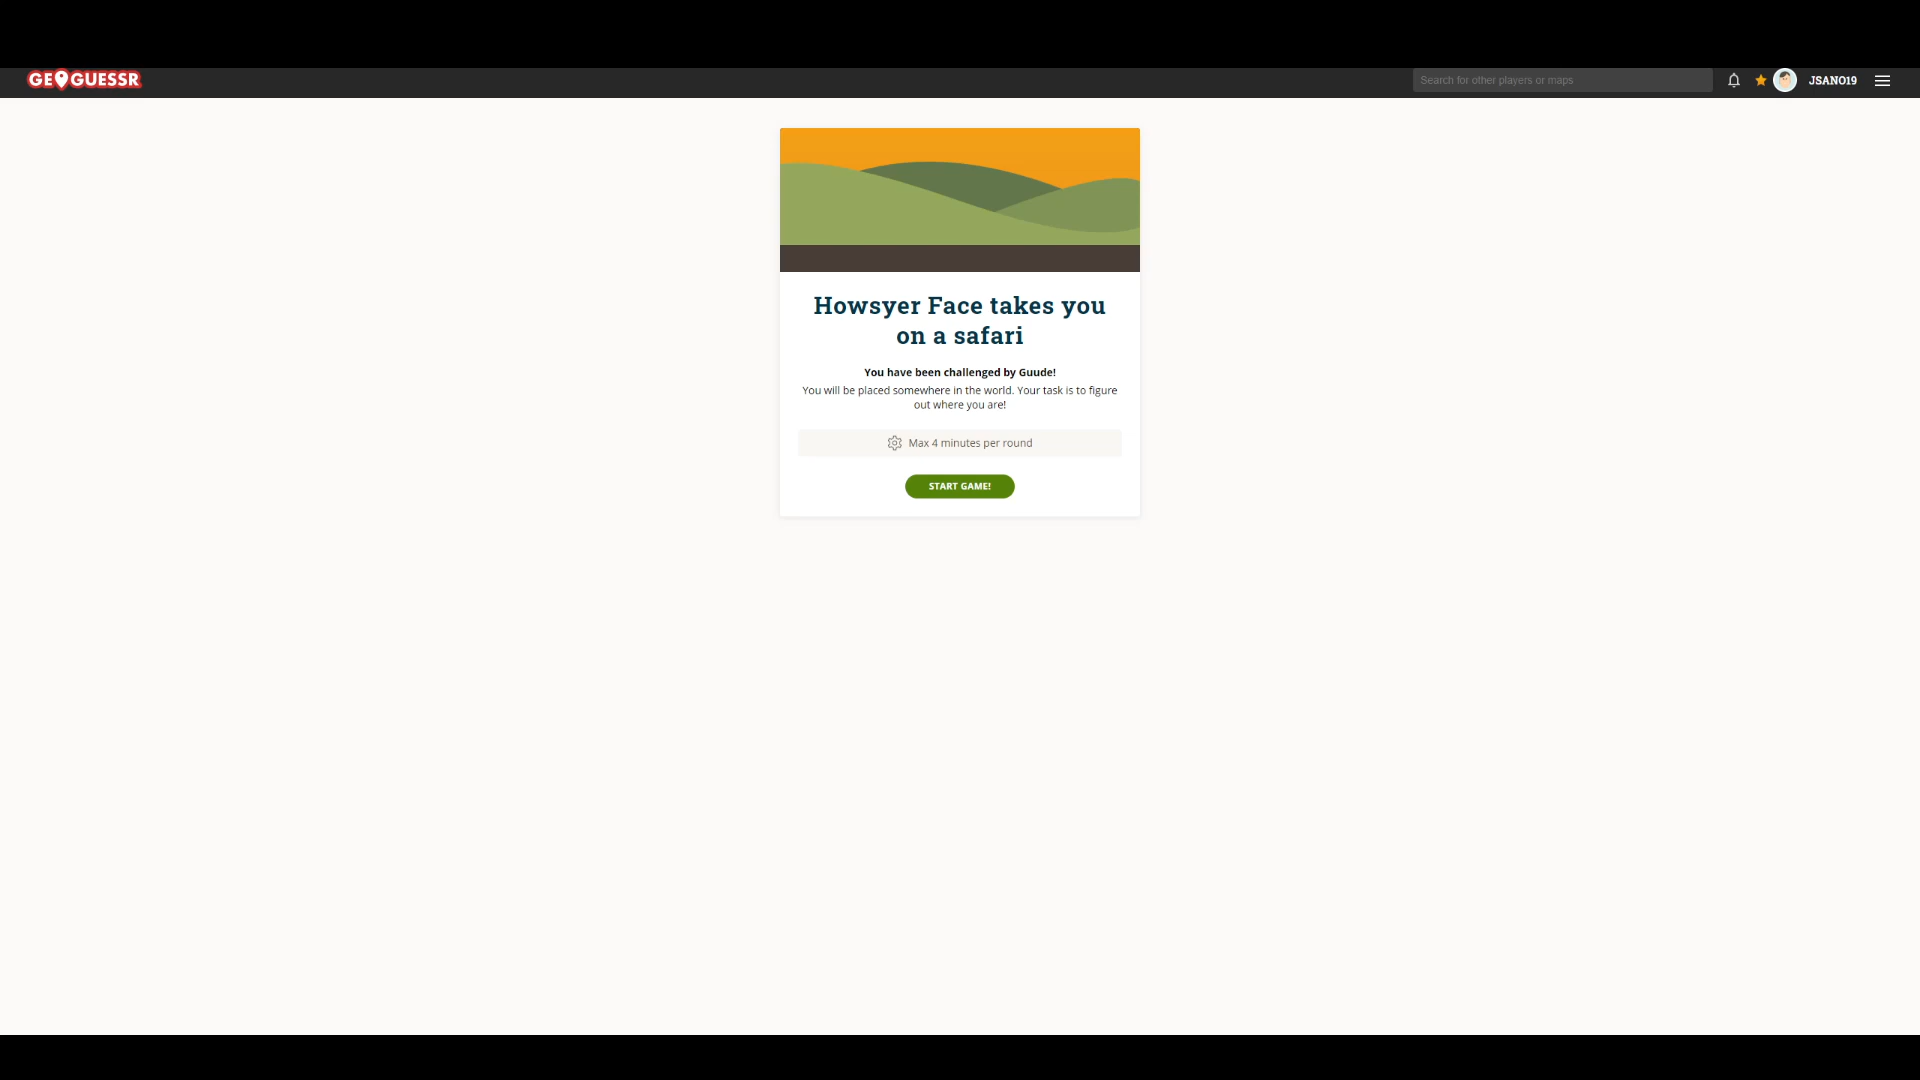 GEOGUESSR
Search for other players or maps
JSANO19
Howsyer Face takes you
on a safari
You have been challenged by Guude!
You will be placed somewhere in the world. Your task is to figure
out where you are!
Max 4 minutes per round
START GAME!